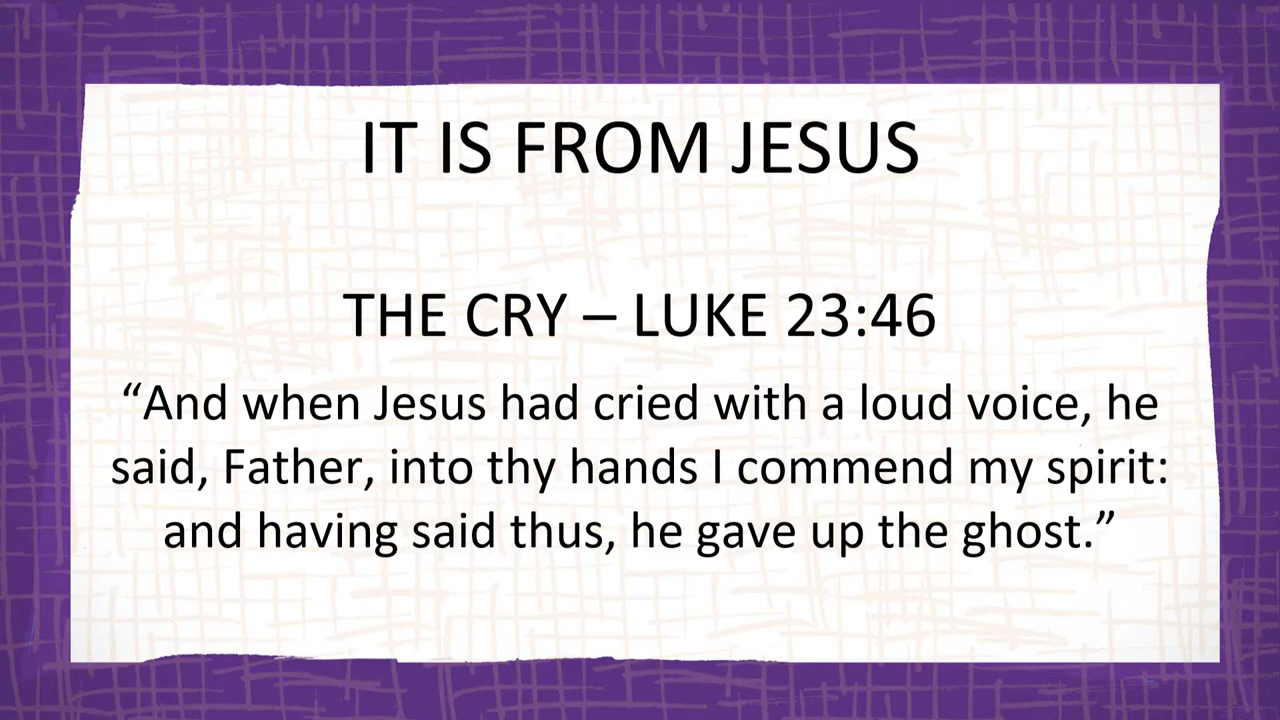 IT IS FROM JESUS
THE CRY – LUKE 23:46
“And when Jesus had cried with a loud voice, he
said, Father, into thy hands I commend my spirit:
and having said thus, he gave up the ghost.”